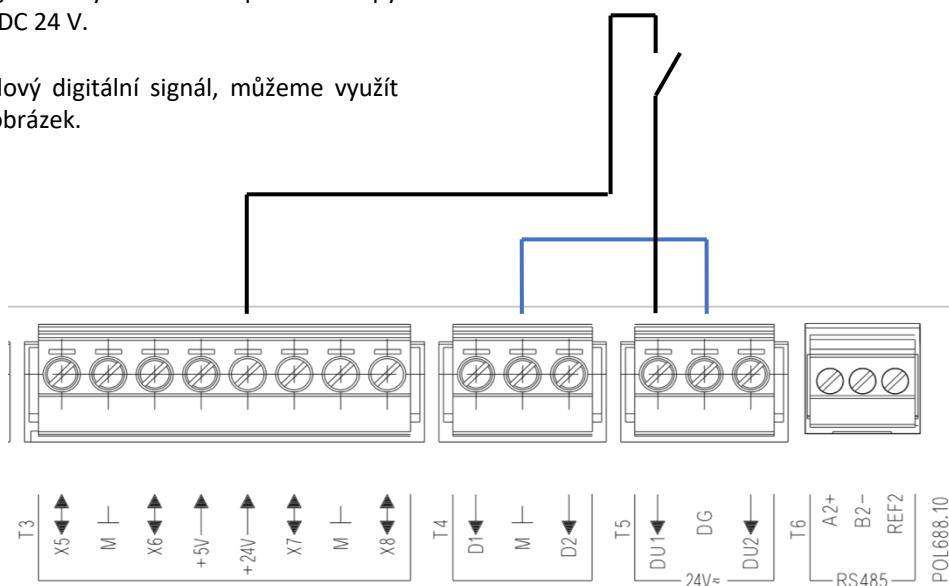 DC 24 V.
digitální signál, můžeme využít
obrázek.
T3
X5
M
X6
+5V
+24V
X7
M
X8
T4
D1
M
D2
T5
DU1
DG
DU2
24V≂
T6
A2+
B2-
REF2
RS485
POL688.10